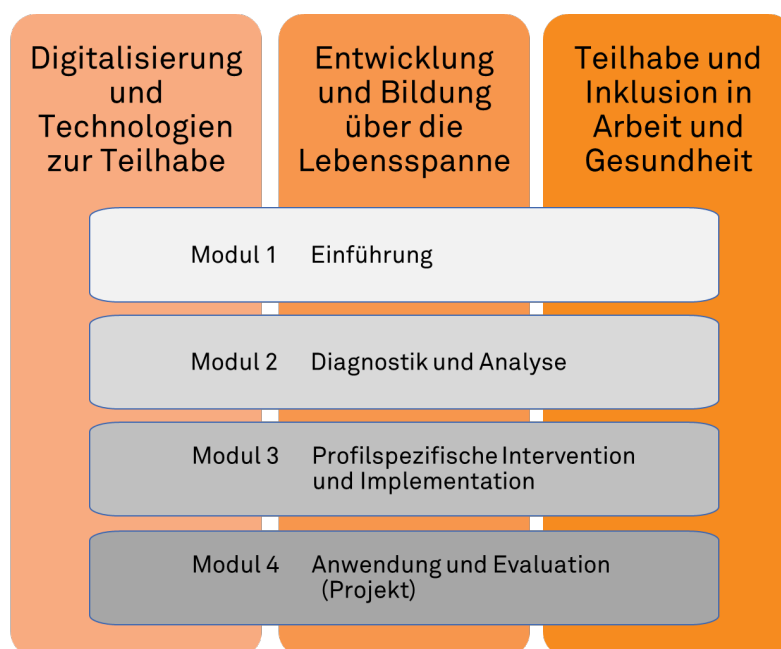 Digitalisierung
und
Technologien
zur Teilhabe
Entwicklung
und Bildung
über die
Lebensspanne
Teilhabe und
Inklusion in
Arbeit und
Gesundheit
Modul 1 Einführung
Modul 2 Diagnostik und Analyse
Modul 3 Profilspezifische Intervention
und Implementation
Modul 4 Anwendung und Evaluation
(Projekt)